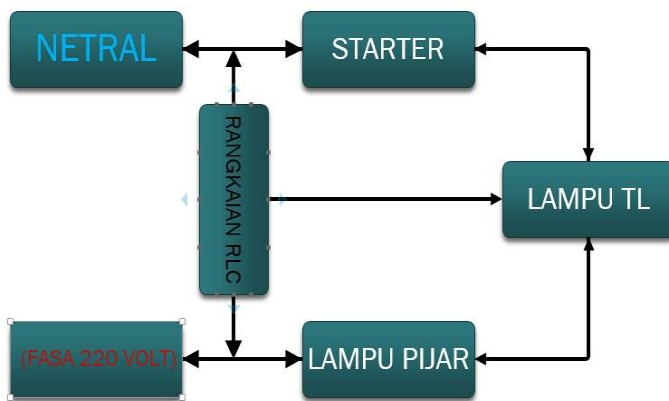 NETRAL
STARTER
RANGKAIAN RLC
LAMPU TL
(FASA 220 VOLT)
LAMPU PIJAR